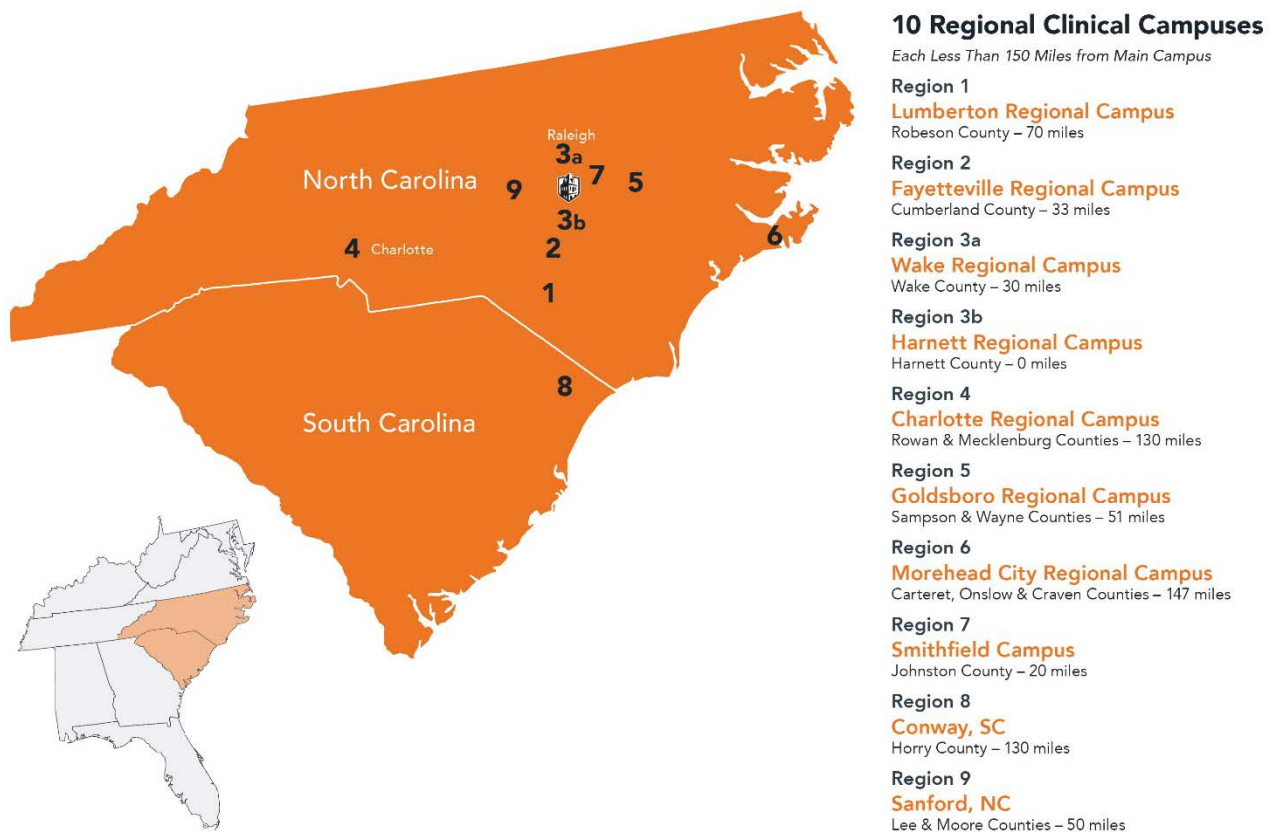 Raleigh
3a
7
5
North Carolina
9
3b
4
Charlotte
2
6
1
8
South Carolina
10 Regional Clinical Campuses
Each Less Than 150 Miles from Main Campus
Region 1
Lumberton Regional Campus
Robeson County – 70 miles
Region 2
Fayetteville Regional Campus
Cumberland County – 33 miles
Region 3a
Wake Regional Campus
Wake County – 30 miles
Region 3b
Harnett Regional Campus
Harnett County – 0 miles
Region 4
Charlotte Regional Campus
Rowan & Mecklenburg Counties – 130 miles
Region 5
Goldsboro Regional Campus
Sampson & Wayne Counties – 51 miles
Region 6
Morehead City Regional Campus
Carteret, Onslow & Craven Counties – 147 miles
Region 7
Smithfield Campus
Johnston County – 20 miles
Region 8
Conway, SC
Horry County – 130 miles
Region 9
Sanford, NC
Lee & Moore Counties – 50 miles